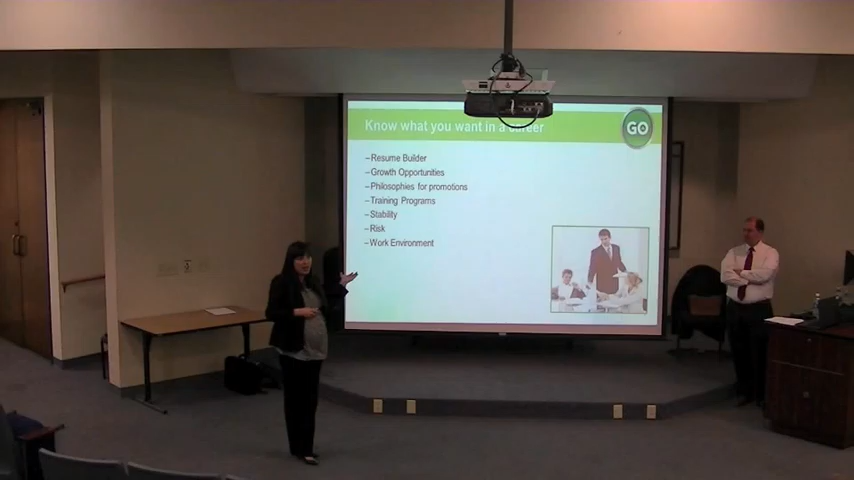 Know what you want in a career
GO
–Resume Builder
–Growth Opportunities
–Philosophies for promotions
–Training Programs
–Stability
–Risk
–Work Environment